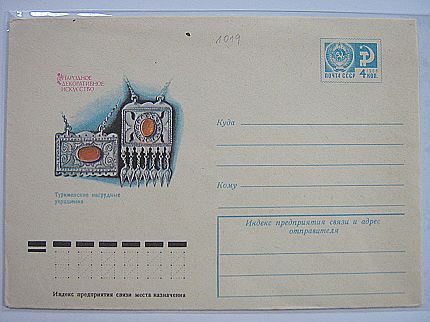 1019
НАРОДНОЕ
ДЕКОРАТИВНОЕ
ИСКУССТВО
1966
ПОЧТА СССР 4 КОП.
Куда
Туркменские нагрудные
украшения
Кому
Индекс предприятия связи и адрес
отправителя
Индекс предприятия связи места назначения